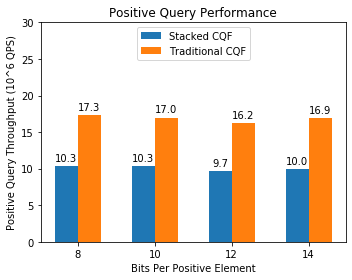 Positive Query Performance
Positive Query Throughput (10^6 QPS)
30
25
20
15
10
5
0
Stacked CQF
Traditional CQF
10.3 17.3 10.3 17.0 9.7 16.2 10.0 16.9
8 10 12 14
Bits Per Positive Element